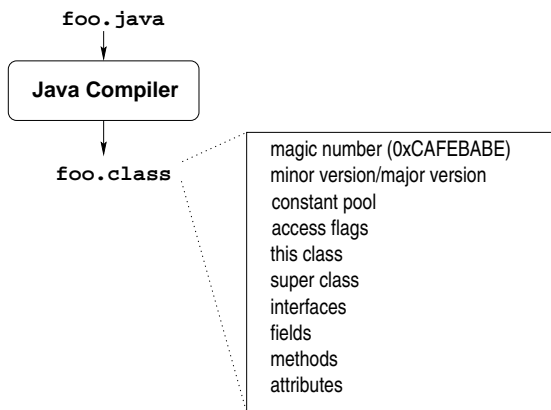 foo.java
Java Compiler
foo.class
magic number (0xCAFEBABE)
minor version/major version
constant pool
access flags
this class
super class
interfaces
fields
methods
attributes